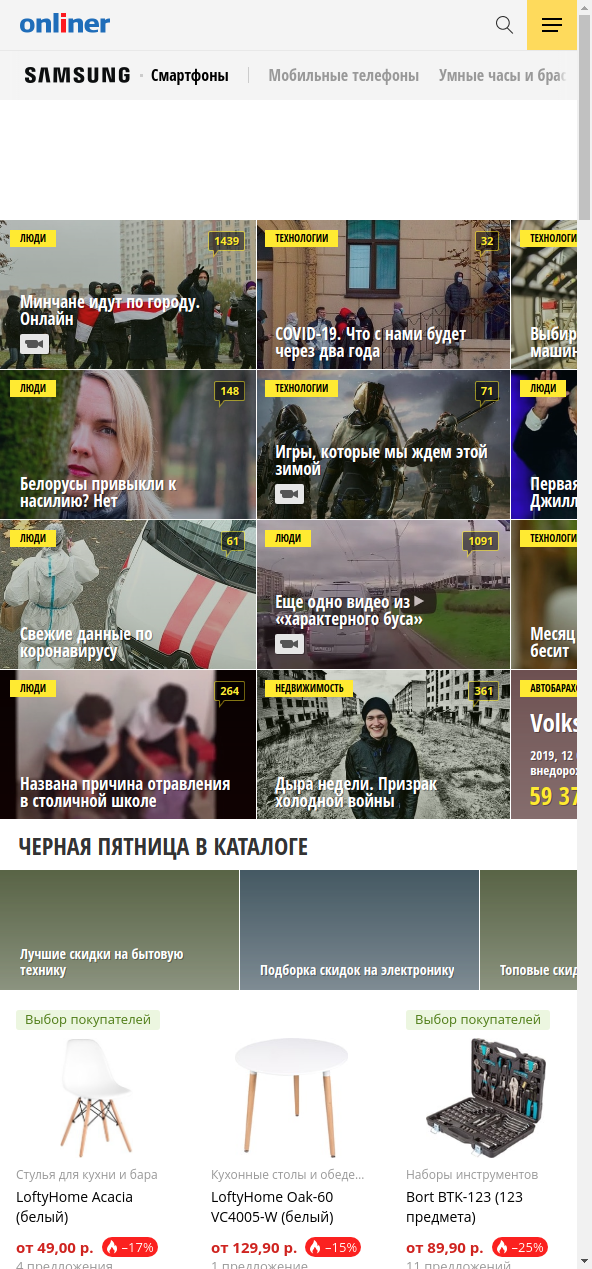 onliner
SAMSUNG
Смартфоны
Мобильные телефоны
Умные часы и брас
ЛЮДИ
1439
Минчане идут по городу.
Онлайн
ТЕХНОЛОГИИ
32
COVID-19. Что с нами будет
через два года
ТЕХНОЛОГИ
Выбир
машин
ЛЮДИ
148
Белорусы привыкли к
насилию? Нет
ТЕХНОЛОГИИ
71
Игры, которые мы ждем этой
зимой
ЛЮДИ
Первая
Джилл
ЛЮДИ
61
Свежие данные по
коронавирусу
ЛЮДИ
1091
Еще одно видео из
«характерного буса»
ТЕХНОЛОГИ
Месяц
бесит
ЛЮДИ
264
Названа причина отравления
в столичной школе
НЕДВИЖИМОСТЬ
361
Дыра недели. Призрак
холодной войны
АВТОБАРАХО
Volks
2019, 12
внедорож
59 37
ЧЕРНАЯ ПЯТНИЦА В КАТАЛОГЕ
Лучшие скидки на бытовую
технику
Подборка скидок на электронику
Топовые скид
Выбор покупателей
Стулья для кухни и бара
LoftyHome Acacia
(белый)
от 49,00 р.
–17%
4 предложения
Кухонные столы и обеде...
LoftyHome Oak-60
VC4005-W (белый)
от 129,90 р.
–15%
1 предложение
Выбор покупателей
Наборы инструментов
Bort BTK-123 (123
предмета)
от 89,90 р.
–25%
11 предложений